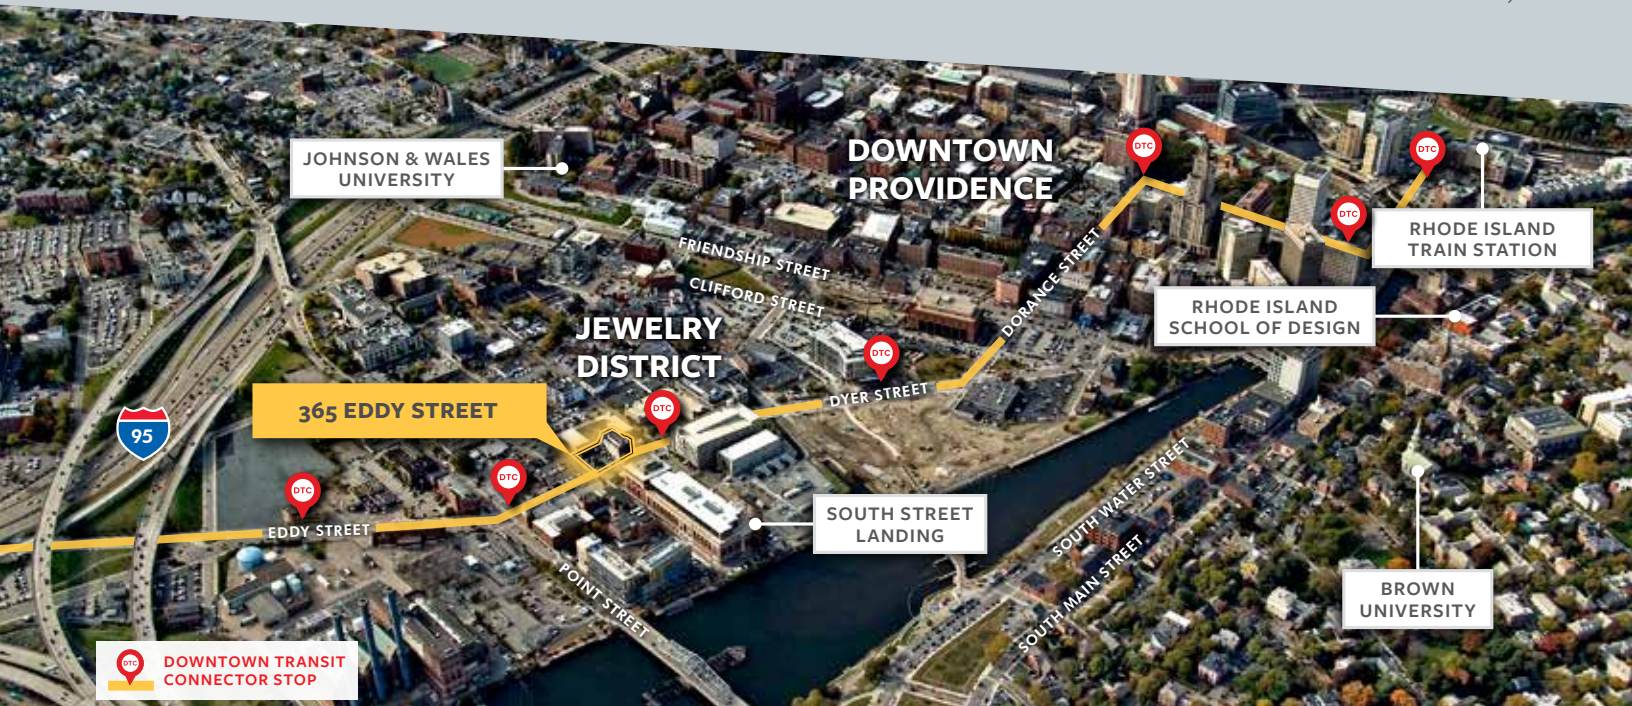 JOHNSON & WALES
UNIVERSITY
DOWNTOWN
PROVIDENCE
DTC
DTC
DTC
RHODE ISLAND
TRAIN STATION
FRIENDSHIP STREET
CLIFFORD STREET
DORANCE STREET
RHODE ISLAND
SCHOOL OF DESIGN
JEWELRY
DISTRICT
DTC
DYER STREET
365 EDDY STREET
DTC
95
DTC
DTC
EDDY STREET
SOUTH STREET
LANDING
SOUTH WATER STREET
SOUTH MAIN STREET
POINT STREET
BROWN
UNIVERSITY
DTC
DOWNTOWN TRANSIT
CONNECTOR STOP